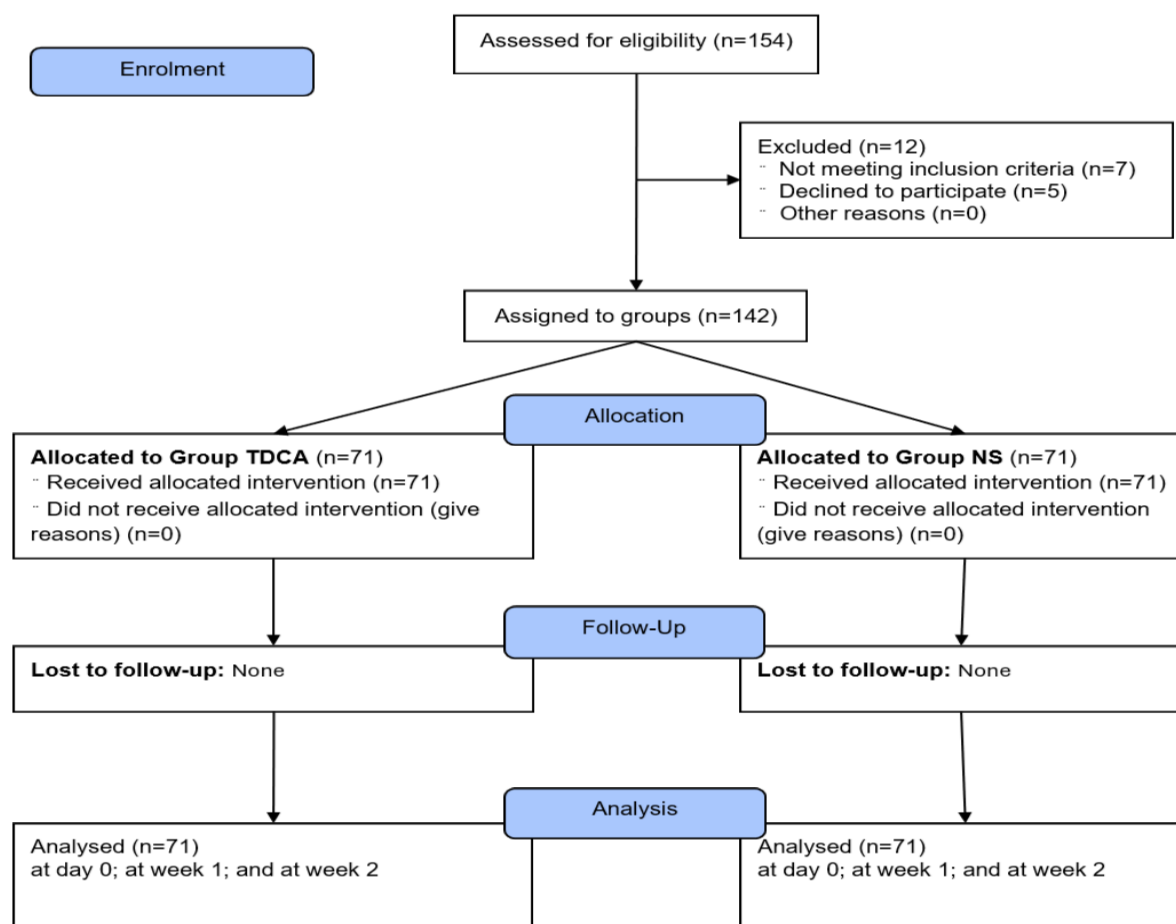 Assessed for eligibility (n=154)
Enrolment
Excluded (n=12)
¨ Not meeting inclusion criteria (n=7)
¨ Declined to participate (n=5)
¨ Other reasons (n=0)
Assigned to groups (n=142)
Allocation
Allocated to Group TDCA (n=71)
¨ Received allocated intervention (n=71)
¨ Did not receive allocated intervention (give
reasons) (n=0)
Allocated to Group NS (n=71)
¨ Received allocated intervention (n=71)
¨ Did not receive allocated intervention
(give reasons) (n=0)
Follow-Up
Lost to follow-up: None
Lost to follow-up: None
Analysis
Analysed (n=71)
at day 0; at week 1; and at week 2
Analysed (n=71)
at day 0; at week 1; and at week 2